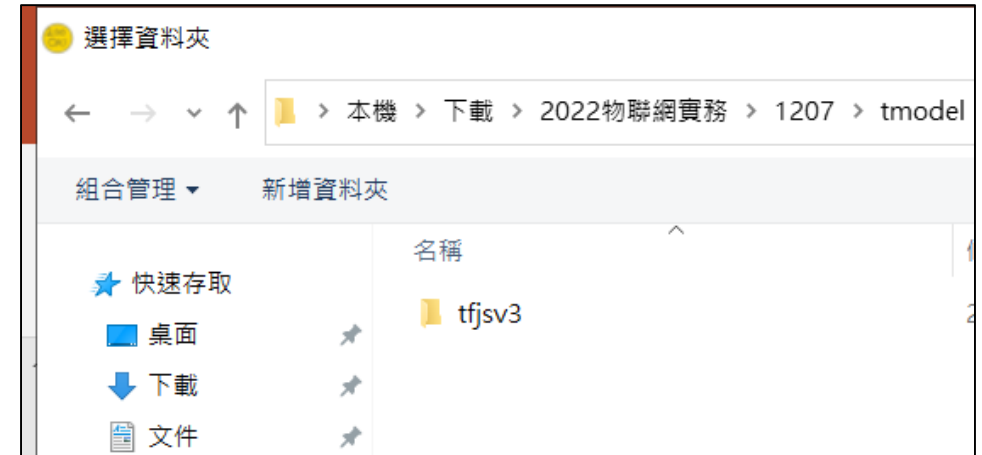 選擇資料夾
本機 > 下載 > 2022物聯網實務 > 1207 > tmodel
組合管理 新增資料夾
名稱
快速存取
tfjsv3
桌面
下載
文件